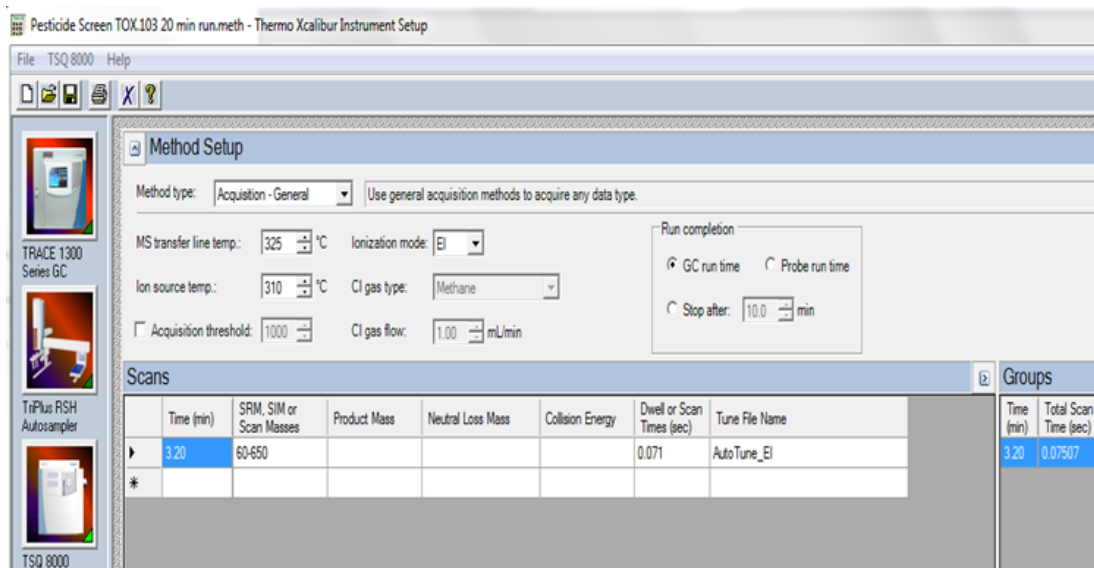 Pesticide Screen TOX.103 20 min run.meth - Thermo Xcalibur Instrument Setup
File TSQ 8000 Help
Method Setup
Method type: Acquisition - General Use general acquisition methods to acquire any data type.
MS transfer line temp.: 325 °C Ionization mode: EI
Run completion
GC run time Probe run time
Ion source temp.: 310 °C CI gas type: Methane
Stop after: 10.0 min
Acquisition threshold: 1000 CI gas flow: 1.00 mL/min
TRACE 1300
Series GC
TriPlus RSH
Autosampler
TSQ 8000
Scans
Time (min) SRM, SIM or Scan Masses Product Mass Neutral Loss Mass Collision Energy Dwell or Scan Times (sec) Tune File Name
3.20 60-650 0.071 AutoTune_EI
Groups
Time (min) Total Scan Time (sec)
3.20 0.07507